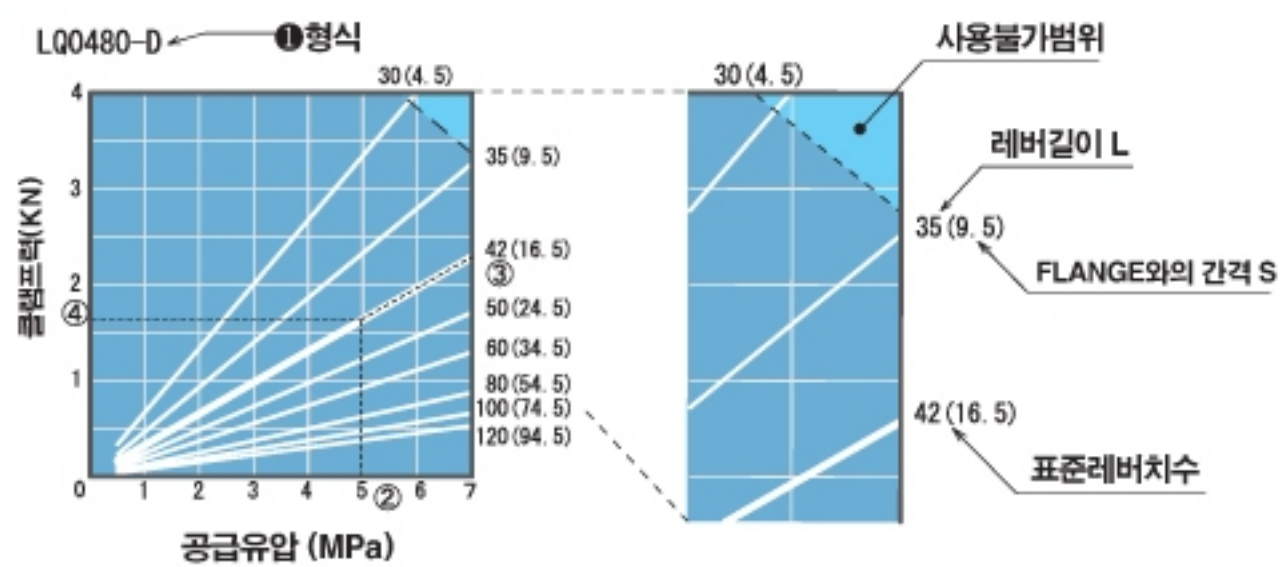 LQ0480-D
❶형식
사용불가범위
30(4.5)
30(4.5)
레버길이 L
4
35(9.5)
3
35(9.5)
FLANGE와의 간격 S
클램프력(KN)
42(16.5)
③
2
④
50(24.5)
60(34.5)
1
80(54.5)
100(74.5)
120(94.5)
42(16.5)
표준레버치수
0 1 2 3 4 5 ② 6 7
공급유압 (MPa)